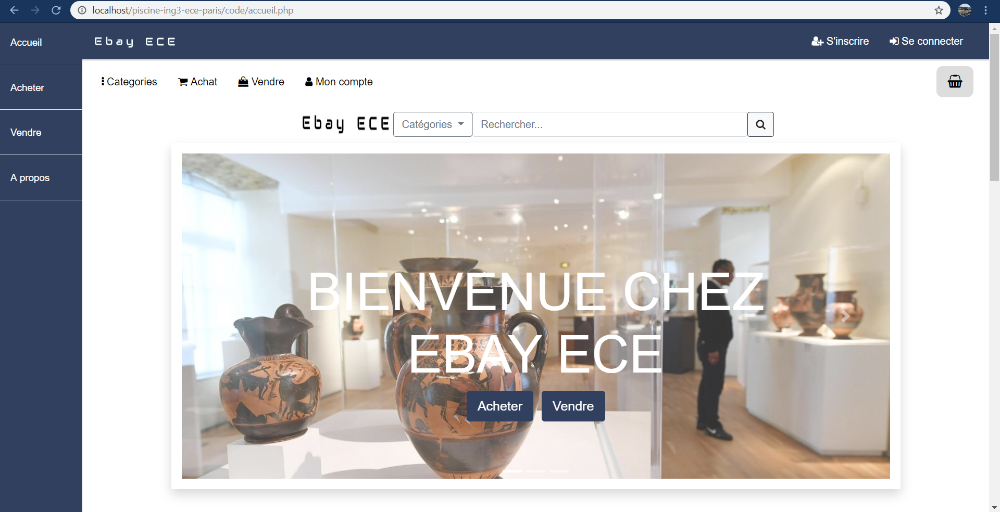 localhost/piscine-ing3-ece-paris/code/accueil.php
Accueil
Acheter
Vendre
A propos
Ebay ECE
S'inscrire
Se connecter
Categories
Achat
Vendre
Mon compte
Ebay ECE
Catégories
Rechercher...
BIENVENUE CHEZ
EBAY ECE
Acheter
Vendre